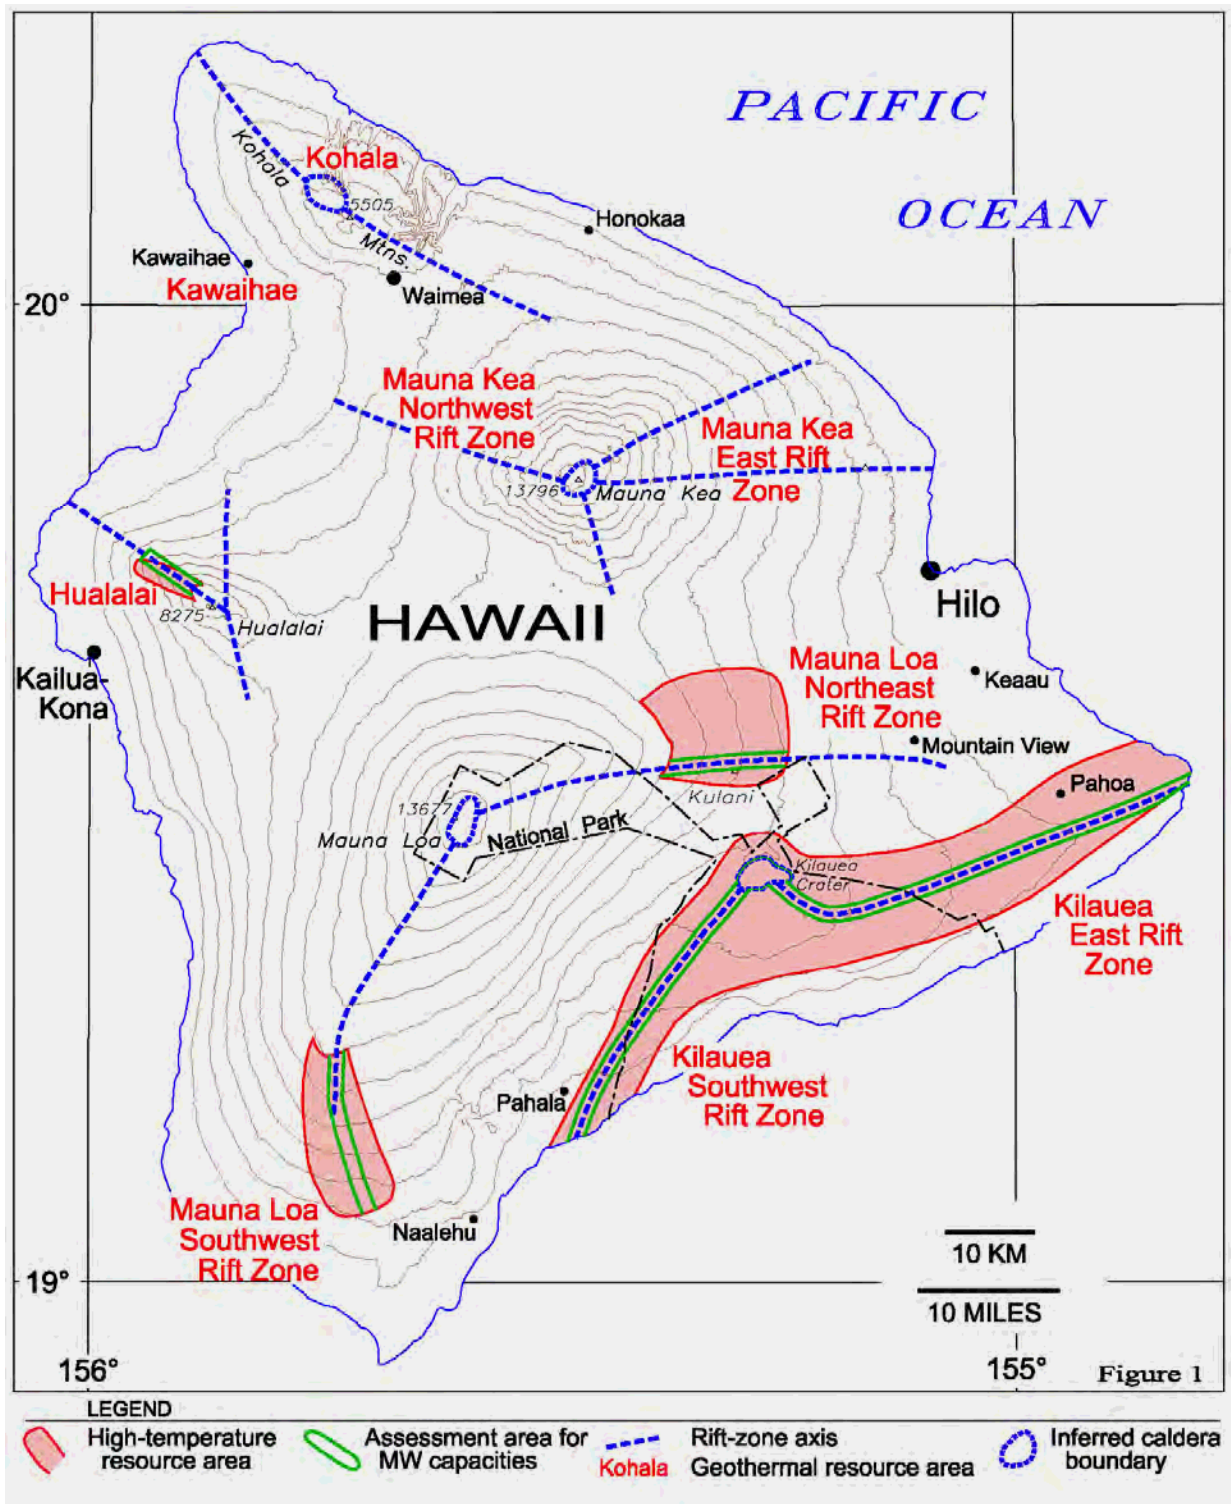 PACIFIC
OCEAN
Kohala
Kohala
5505
Mtns.
Honokaa
Kawaihae
Kawaihae
Waimea
20°
Mauna Kea
Northwest
Rift Zone
Mauna Kea
East Rift
Zone
13796
Mauna Kea
Hualalai
8275
Hualalai
HAWAII
Hilo
Kailua-
Kona
Mauna Loa
Northeast
Rift Zone
Keaau
Mountain View
Pahoa
Kulani
13677
Mauna Loa
National Park
Kilauea
Crater
Kilauea
East Rift
Zone
Kilauea
Southwest
Rift Zone
Pahala
Mauna Loa
Southwest
Rift Zone
Naalehu
10 KM
10 MILES
19°
156°
155°
Figure 1
LEGEND
High-temperature
resource area
Assessment area for
MW capacities
Rift-zone axis
Kohala Geothermal resource area
Inferred caldera
boundary